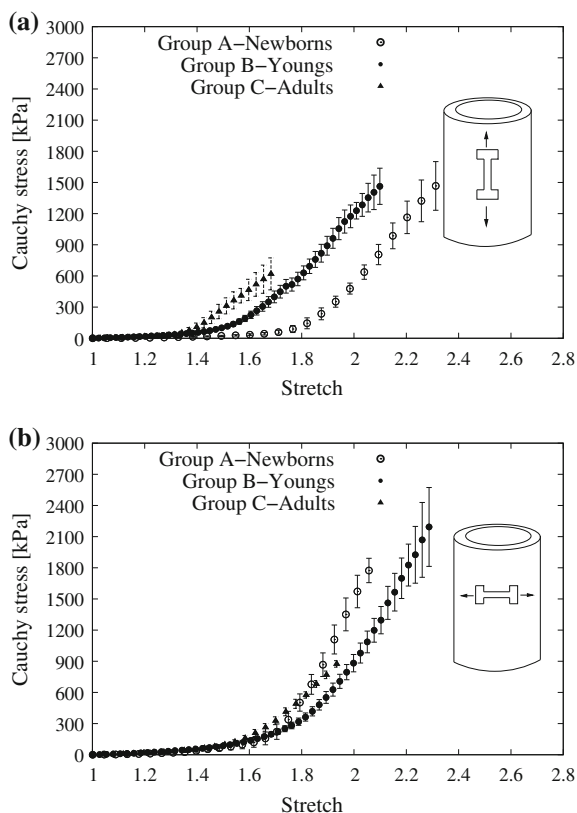 (a)
3000
2700
2400
2100
1800
1500
1200
900
600
300
0
Cauchy stress [kPa]
Group A−Newborns
Group B−Youngs
Group C−Adults
1 1.2 1.4 1.6 1.8 2 2.2 2.4 2.6 2.8
Stretch
(b)
3000
2700
2400
2100
1800
1500
1200
900
600
300
0
Cauchy stress [kPa]
Group A−Newborns
Group B−Youngs
Group C−Adults
1 1.2 1.4 1.6 1.8 2 2.2 2.4 2.6 2.8
Stretch